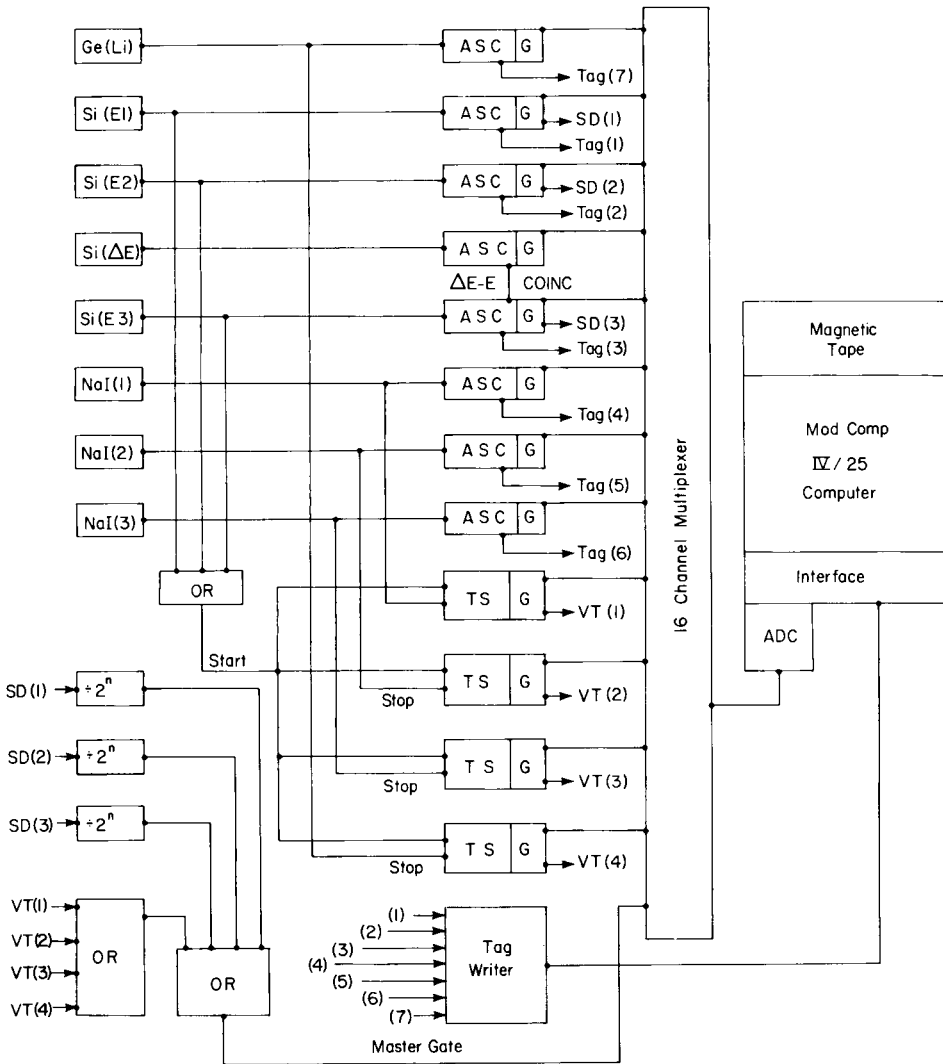 Ge(Li)
ASC G
Tag(7)
Si(E1)
ASC G
SD(1)
Tag(1)
Si(E2)
ASC G
SD(2)
Tag(2)
Si(ΔE)
ASC G
ΔE-E COINC
Si(E3)
ASC G
SD(3)
Tag(3)
NaI(1)
ASC G
Tag(4)
NaI(2)
ASC G
Tag(5)
NaI(3)
ASC G
Tag(6)
OR
Start
TS G
VT(1)
TS G
Stop
VT(2)
TS G
Stop
VT(3)
TS G
Stop
VT(4)
16 Channel Multiplexer
Magnetic
Tape
Mod Comp
IV/25
Computer
Interface
ADC
SD(1)
÷2ⁿ
SD(2)
÷2ⁿ
SD(3)
÷2ⁿ
VT(1)
VT(2)
VT(3)
VT(4)
OR
OR
(1)
(2)
(3)
(4)
(5)
(6)
(7)
Tag
Writer
Master Gate